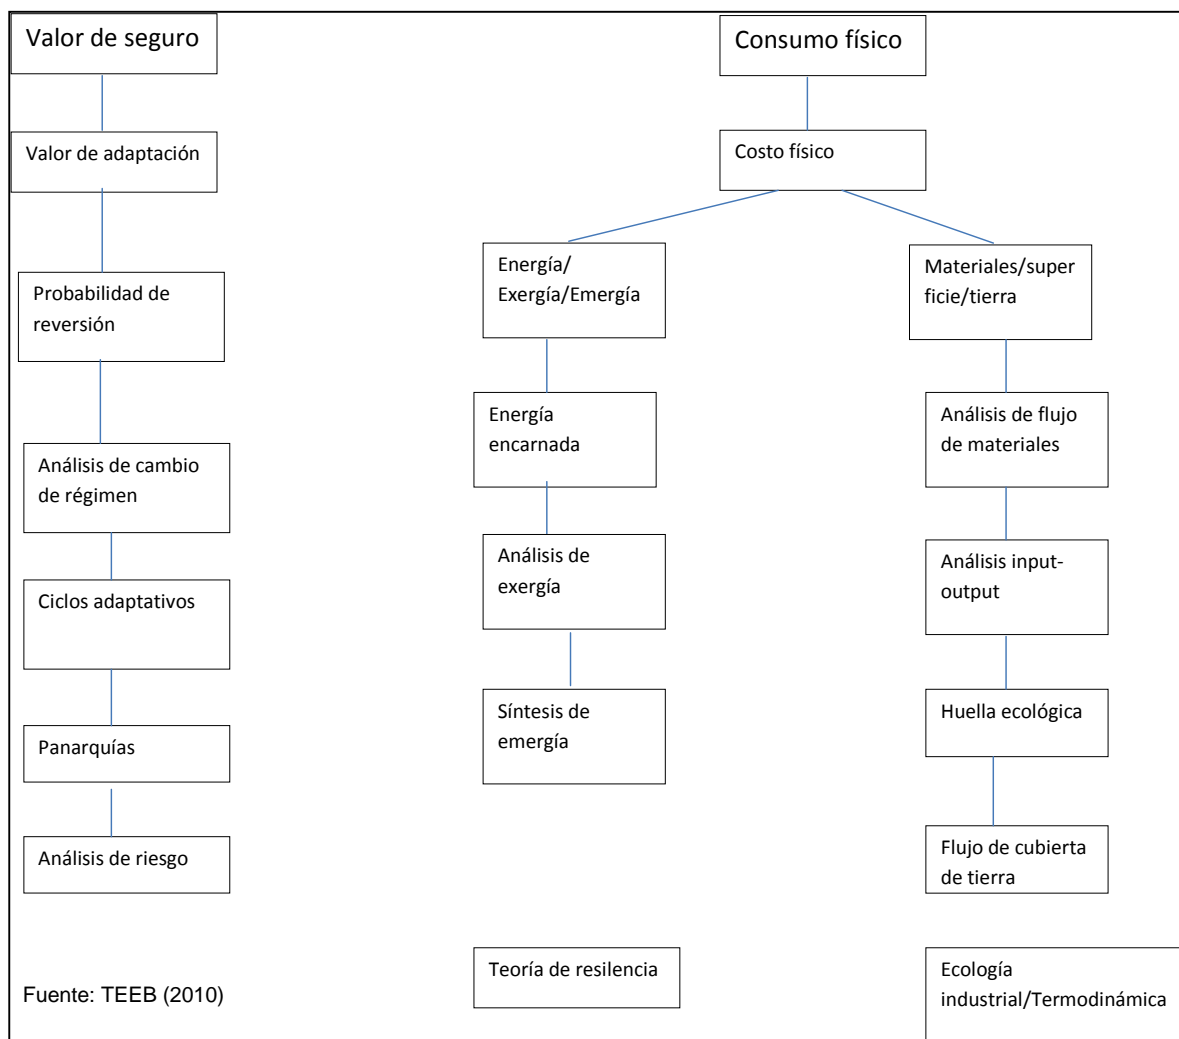 Valor de seguro
Consumo físico
Valor de adaptación
Costo físico
Probabilidad de
reversión
Energía/
Exergía/Emergía
Materiales/super
ficie/tierra
Análisis de cambio
de régimen
Energía
encarnada
Análisis de flujo
de materiales
Ciclos adaptativos
Análisis de
exergía
Análisis input-
output
Panarquías
Síntesis de
emergía
Huella ecológica
Análisis de riesgo
Flujo de cubierta
de tierra
Fuente: TEEB (2010)
Teoría de resilencia
Ecología
industrial/Termodinámica